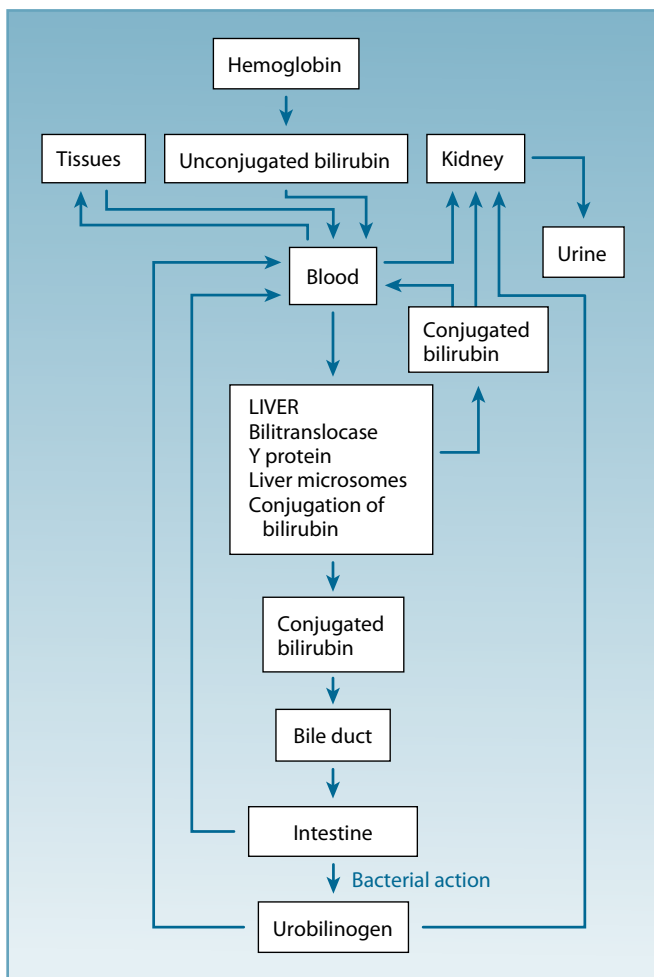 Hemoglobin
Tissues
Unconjugated bilirubin
Kidney
Urine
Blood
Conjugated
bilirubin
LIVER
Bilitranslocase
Y protein
Liver microsomes
Conjugation of
bilirubin
Conjugated
bilirubin
Bile duct
Intestine
Bacterial action
Urobilinogen